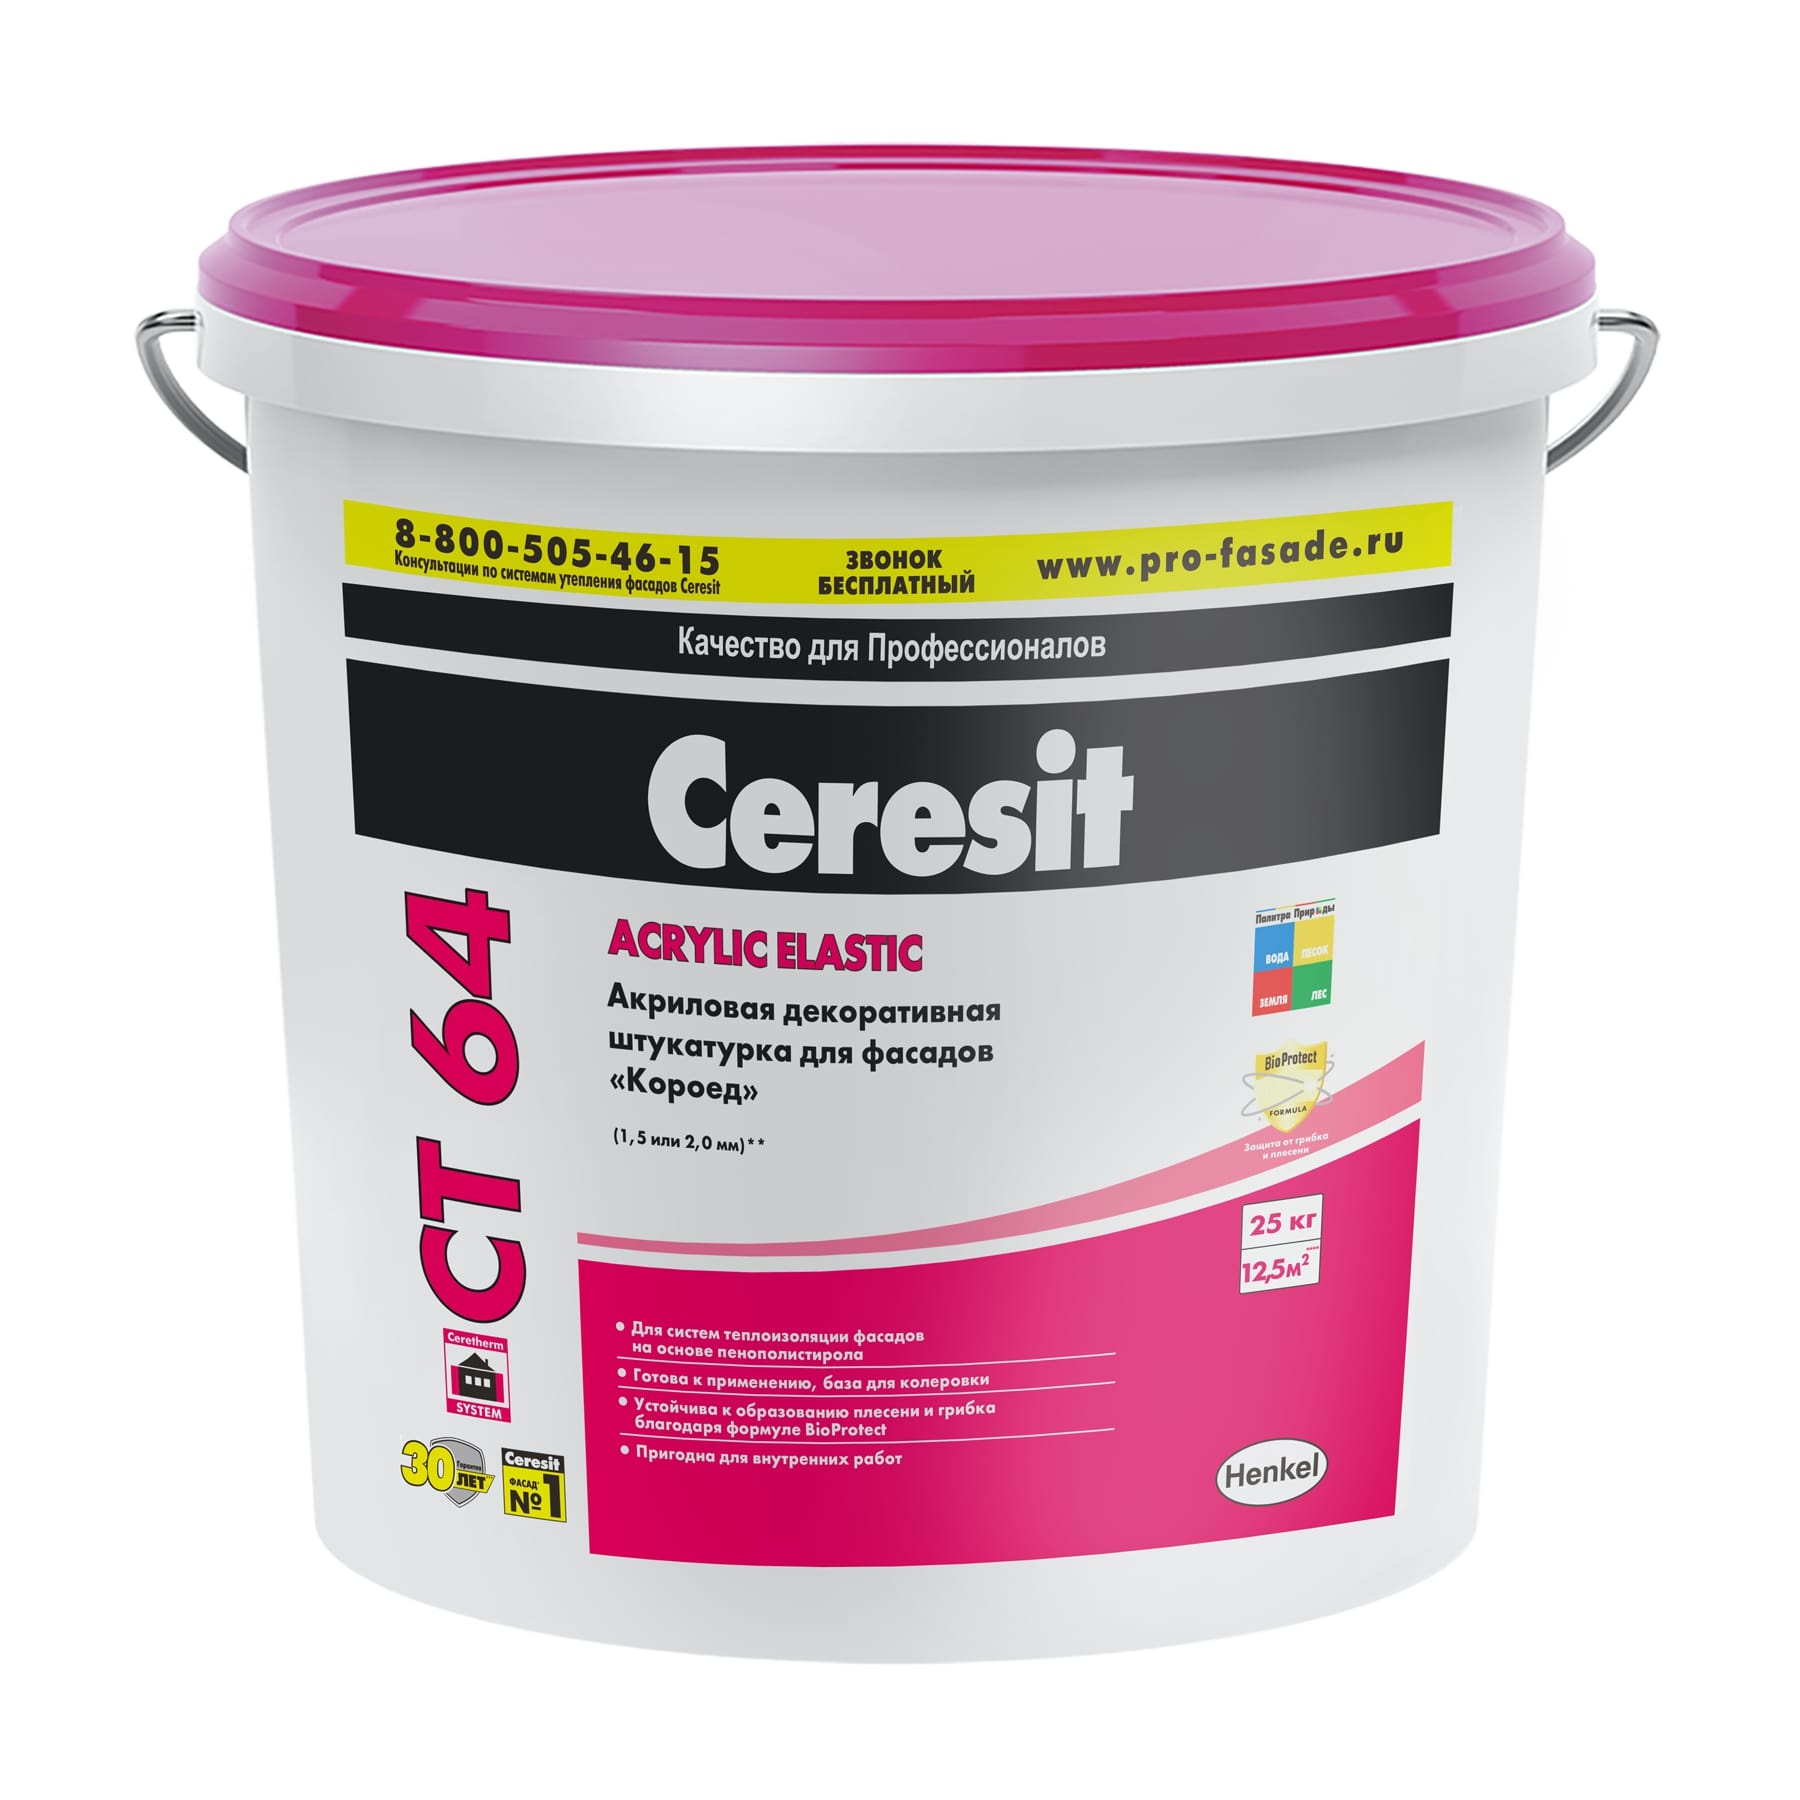 8-800-505-46-15
Консультации по системам утепления фасадов Ceresit
ЗВОНОК
БЕСПЛАТНЫЙ
www.pro-fasade.ru
Качество для Профессионалов
Ceresit
CT 64
ACRYLIC ELASTIC
Акриловая декоративная
штукатурка для фасадов
«Короед»
(1,5 или 2,0 мм)**
Палитра Природы
ВОДА
ПЕСОК
ЗЕМЛЯ
ЛЕС
BioProtect
FORMULA
Защита от грибка
и плесени
25 кг
12,5м²****
• Для систем теплоизоляции фасадов
на основе пенополистирола
• Готова к применению, база для колеровки
• Устойчива к образованию плесени и грибка
благодаря формуле BioProtect
• Пригодна для внутренних работ
Ceretherm
SYSTEM
Гарантия
30 ЛЕТ***
Ceresit
ФАСАД*
№1
Henkel